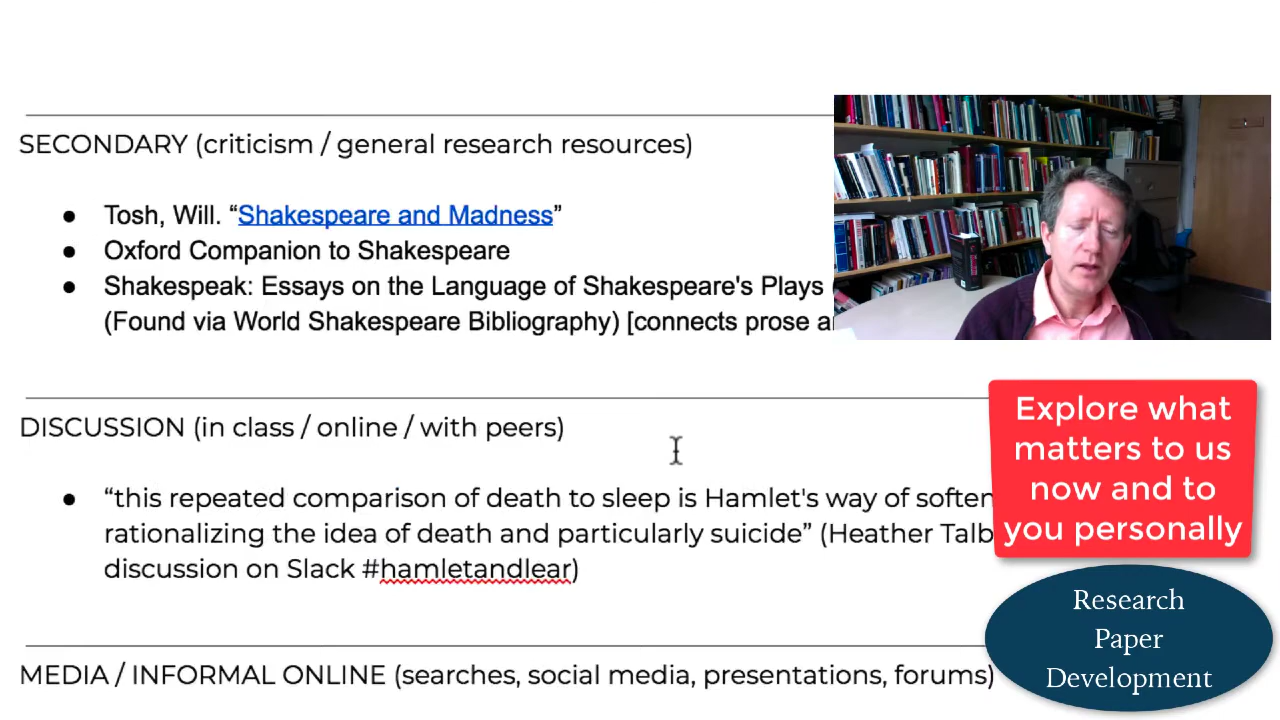 SECONDARY (criticism / general research resources)
● Tosh, Will. “Shakespeare and Madness”
● Oxford Companion to Shakespeare
● Shakespeak: Essays on the Language of Shakespeare's Plays
(Found via World Shakespeare Bibliography) [connects prose
DISCUSSION (in class / online / with peers)
● “this repeated comparison of death to sleep is Hamlet's way of
rationalizing the idea of death and particularly suicide” (Heather
discussion on Slack #hamletandlear)
MEDIA / INFORMAL ONLINE (searches, social media, presentations, forums)
Explore what
matters to us
now and to
you personally
Research
Paper
Development